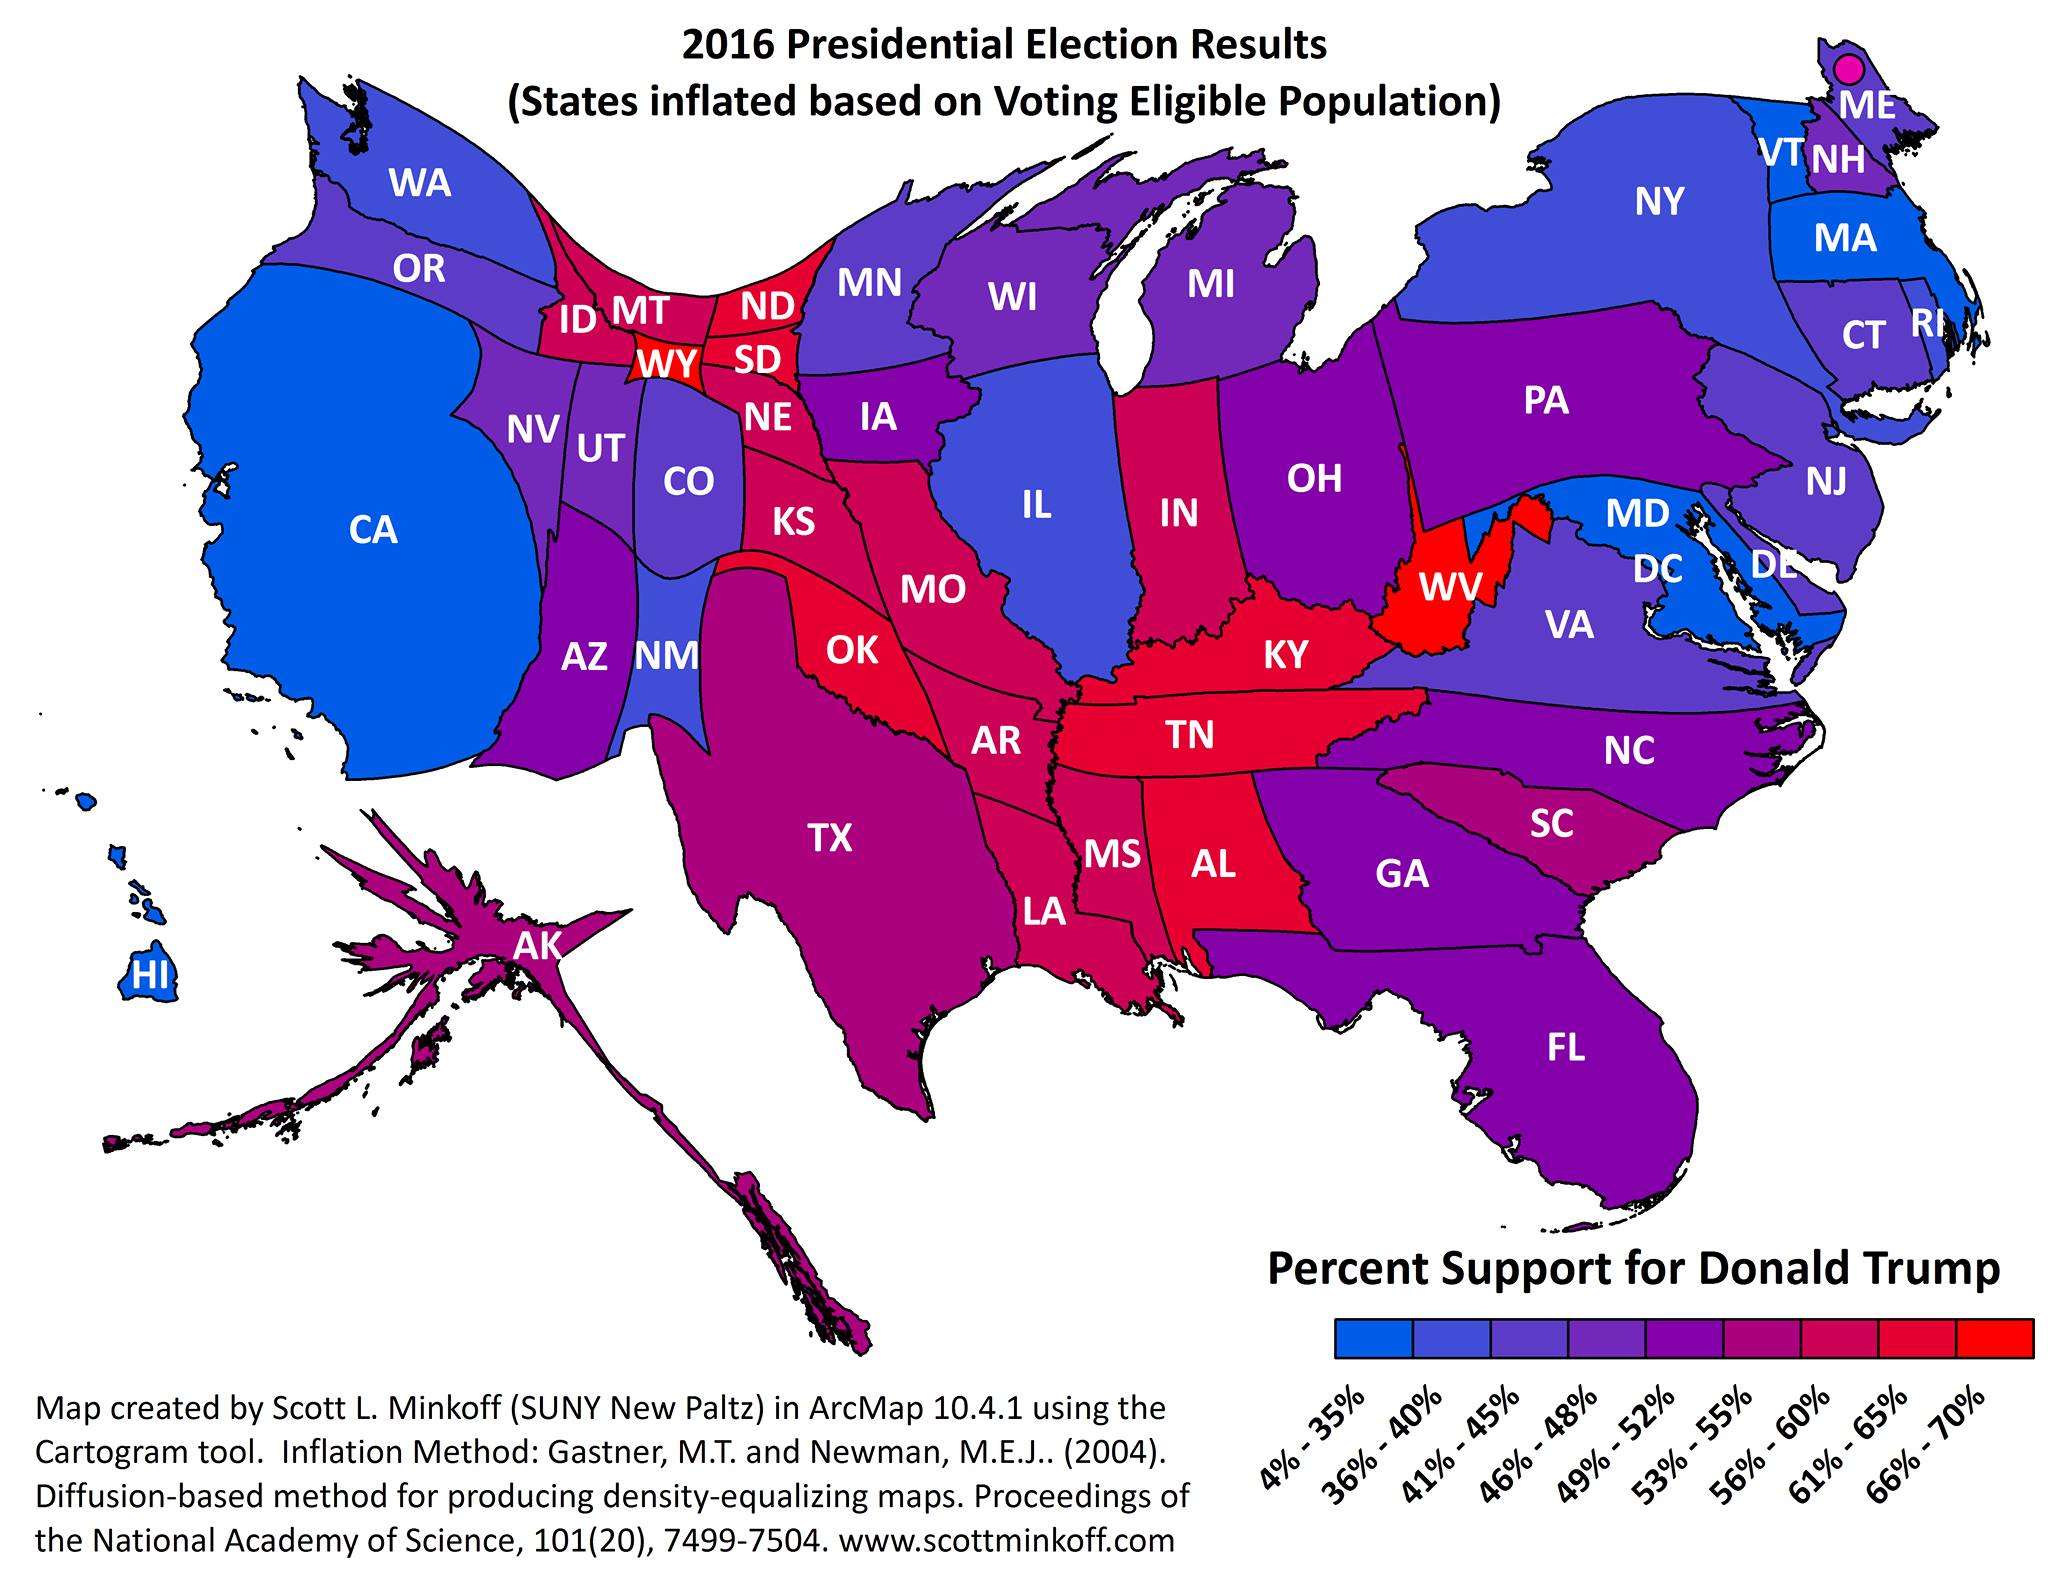 2016 Presidential Election Results
(States inflated based on Voting Eligible Population)
ME
VT
NH
WA
NY
MA
OR
MN
WI
MI
ID
MT
ND
CT
RI
WY
SD
NE
IA
PA
NV
UT
CO
IL
IN
OH
NJ
CA
KS
MD
DC
DE
MO
WV
VA
AZ
NM
OK
KY
AR
TN
NC
TX
MS
AL
GA
SC
LA
AK
HI
FL
Percent Support for Donald Trump
4% - 35%
36% - 40%
41% - 45%
46% - 48%
49% - 52%
53% - 55%
56% - 60%
61% - 65%
66% - 70%
Map created by Scott L. Minkoff (SUNY New Paltz) in ArcMap 10.4.1 using the
Cartogram tool.  Inflation Method: Gastner, M.T. and Newman, M.E.J.. (2004).
Diffusion-based method for producing density-equalizing maps. Proceedings of
the National Academy of Science, 101(20), 7499-7504. www.scottminkoff.com